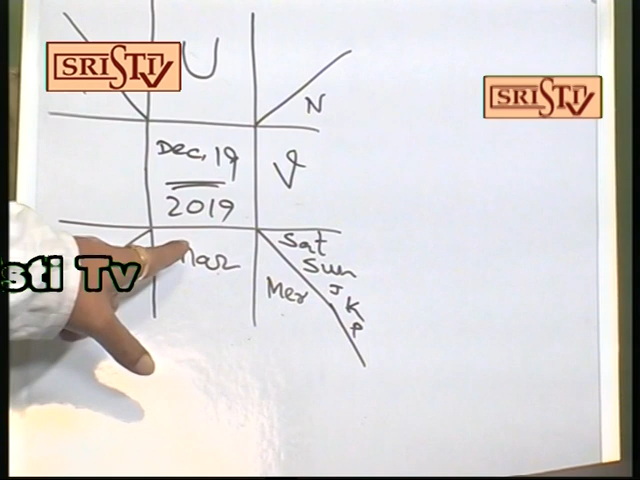 SRISTI TV
U
SRISTI TV
N
Dec, 19
2019
V
Sat
Sun
Mar
Mer
J
K
P
sti Tv